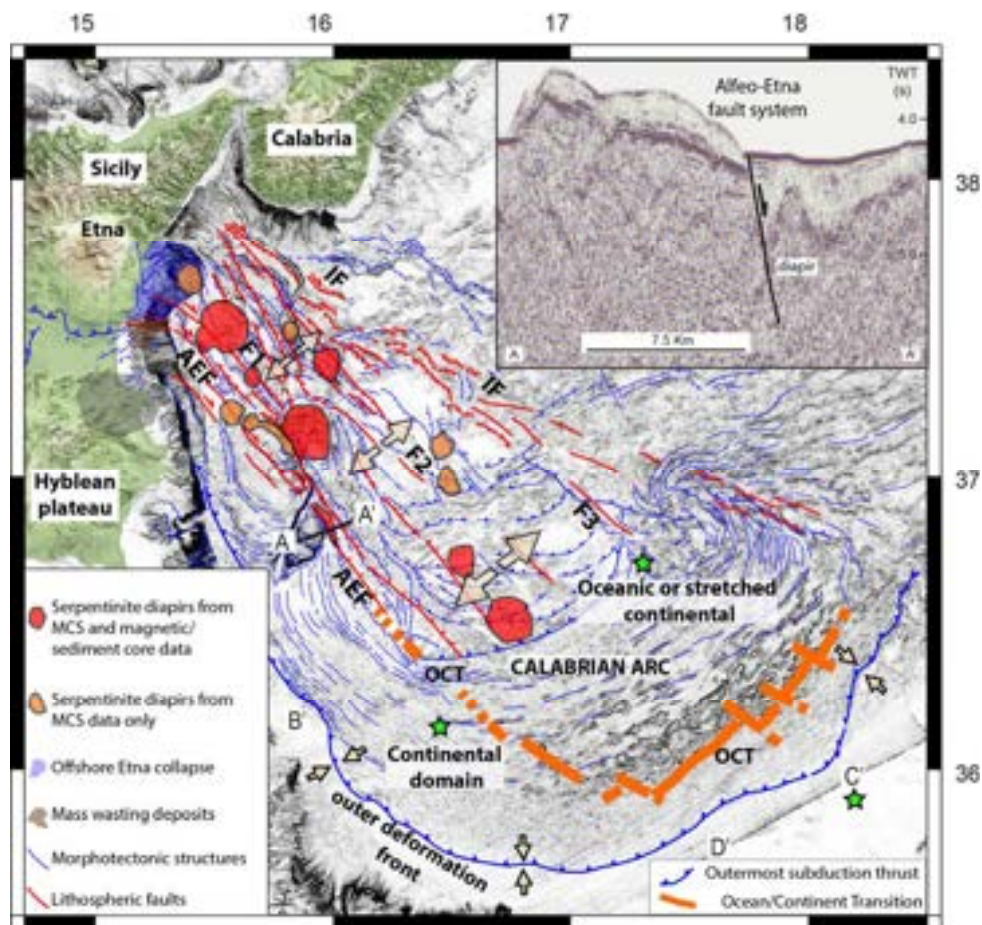 15
16
17
18
Alfeo-Etna
fault system
TWT
(s)
4.0
diapir
7.5 Km
A
A'
38
37
36
Calabria
Sicily
Etna
IF
F1
AEF
IF
F2
Hyblean
plateau
A'
A
F3
AEF
Oceanic or stretched
continental
OCT
CALABRIAN ARC
B'
Continental
domain
OCT
C'
outer deformation
front
D'
Serpentinite diapirs from
MCS and magnetic/
sediment core data
Serpentinite diapirs from
MCS data only
Offshore Etna collapse
Mass wasting deposits
Morphotectonic structures
Lithospheric faults
Outermost subduction thrust
Ocean/Continent Transition